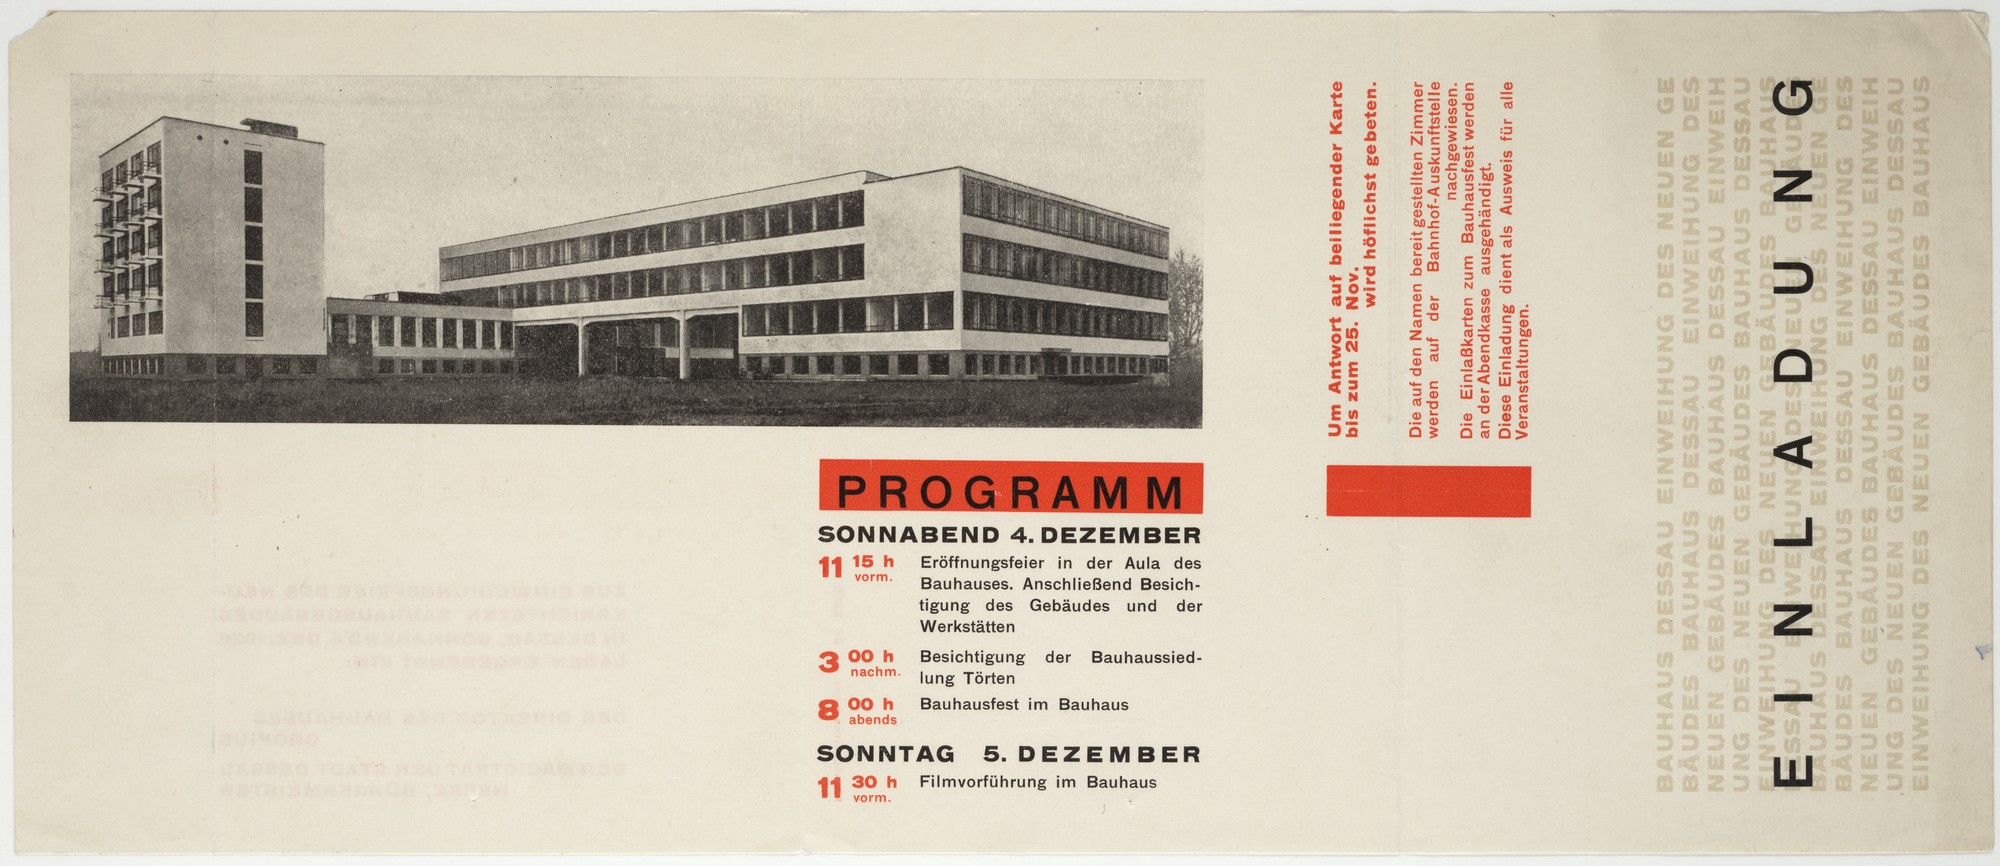 PROGRAMM
SONNABEND 4. DEZEMBER
11 15 h vorm. Eröffnungsfeier in der Aula des
Bauhauses. Anschließend Besich-
tigung des Gebäudes und der
Werkstätten
3 00 h nachm. Besichtigung der Bauhaussied-
lung Törten
8 00 h abends Bauhausfest im Bauhaus
SONNTAG 5. DEZEMBER
11 30 h vorm. Filmvorführung im Bauhaus
Um Antwort auf beiliegender Karte
bis zum 25. Nov.
wird höflichst gebeten.
Die auf den Namen bereitgestellten Zimmer
werden auf der Bahnhof-Auskunftstelle
nachgewiesen.
Die Einlaßkarten zum Bauhausfest werden
an der Abendkasse ausgehändigt.
Diese Einladung dient als Ausweis für alle
Veranstaltungen.
BAUHAUS DESSAU EINWEIHUNG DES NEUEN GE
BÄUDES BAUHAUS DESSAU EINWEIHUNG DES
NEUEN GEBÄUDES BAUHAUS DESSAU EINWEIH
UNG DES NEUEN GEBÄUDES BAUHAUS DESSAU
EINWEIHUNG DES NEUEN GEBÄUDES BAUHAUS
DESSAU EINWEIHUNG DES NEUEN GEBÄUDES
EINLADUNG
BAUHAUS DESSAU EINWEIHUNG DES NEUEN GE
BÄUDES BAUHAUS DESSAU EINWEIHUNG DES
NEUEN GEBÄUDES BAUHAUS DESSAU EINWEIH
UNG DES NEUEN GEBÄUDES BAUHAUS DESSAU
EINWEIHUNG DES NEUEN GEBÄUDES BAUHAUS